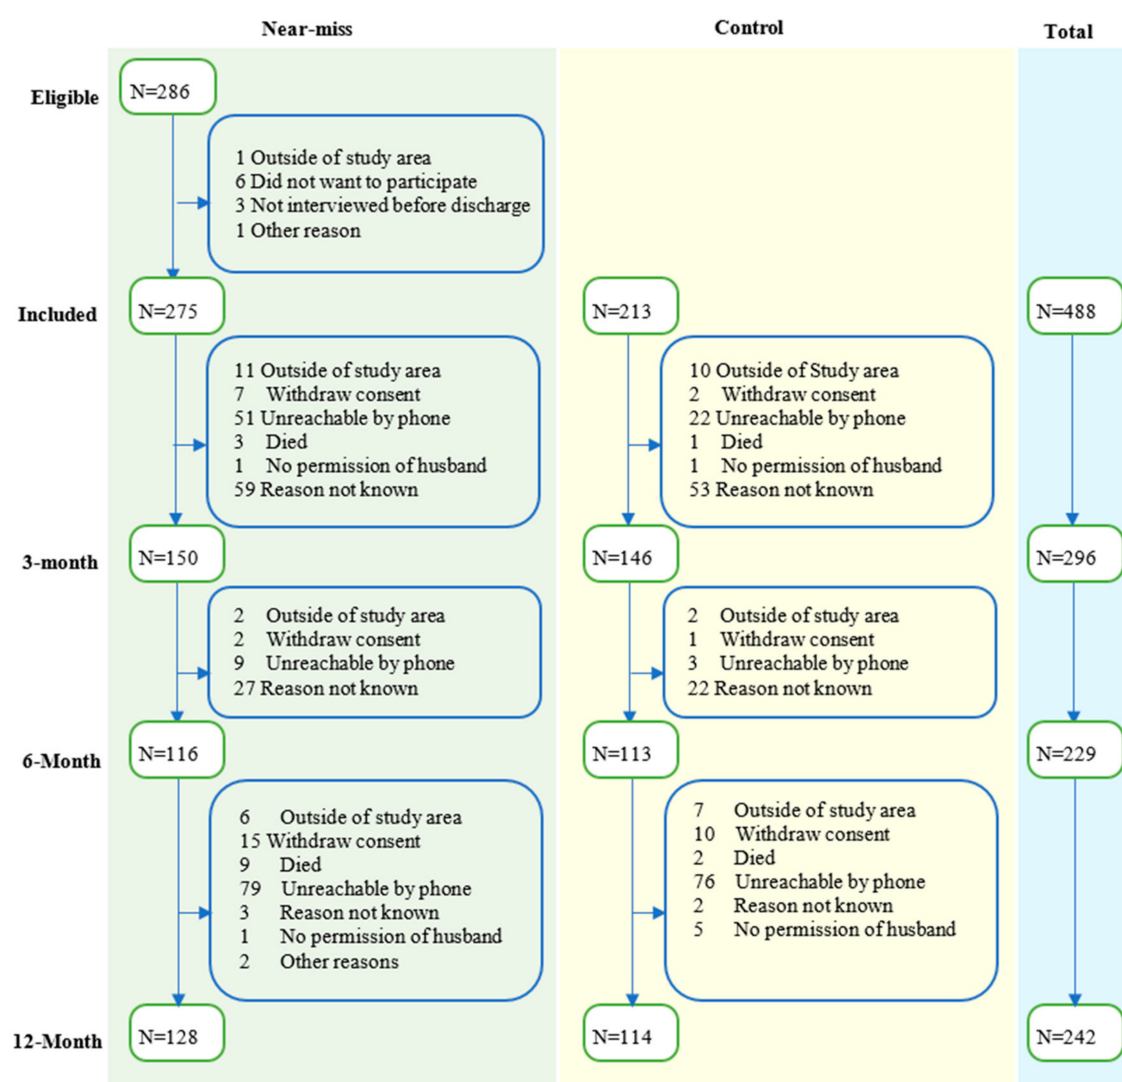 Near-miss Control Total
Eligible N=286
1 Outside of study area
6 Did not want to participate
3 Not interviewed before discharge
1 Other reason
Included N=275 N=213 N=488
11 Outside of study area
7 Withdraw consent
51 Unreachable by phone
3 Died
1 No permission of husband
59 Reason not known
10 Outside of Study area
2 Withdraw consent
22 Unreachable by phone
1 Died
1 No permission of husband
53 Reason not known
3-month N=150 N=146 N=296
2 Outside of study area
2 Withdraw consent
9 Unreachable by phone
27 Reason not known
2 Outside of study area
1 Withdraw consent
3 Unreachable by phone
22 Reason not known
6-Month N=116 N=113 N=229
6 Outside of study area
15 Withdraw consent
9 Died
79 Unreachable by phone
3 Reason not known
1 No permission of husband
2 Other reasons
7 Outside of study area
10 Withdraw consent
2 Died
76 Unreachable by phone
2 Reason not known
5 No permission of husband
12-Month N=128 N=114 N=242